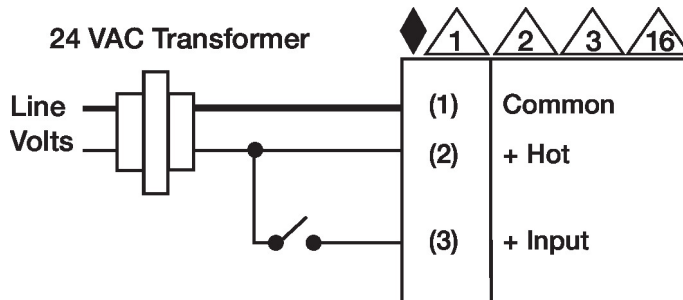 24 VAC Transformer
1 2 3 16
Line
Volts
(1) Common
(2) + Hot
(3) + Input